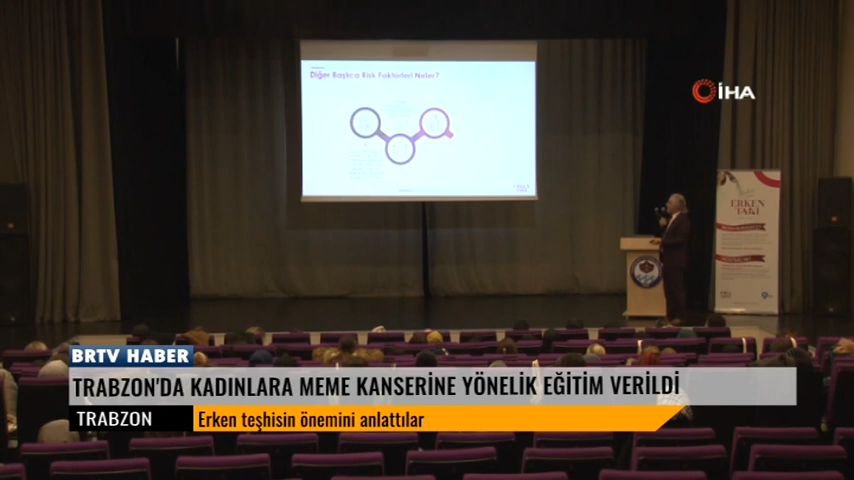 Diğer Başlıca Risk Faktörleri Neler?
İHA
ERKEN
TAKI
BRTV HABER
TRABZON'DA KADINLARA MEME KANSERİNE YÖNELİK EĞİTİM VERİLDİ
TRABZON
Erken teşhisin önemini anlattılar